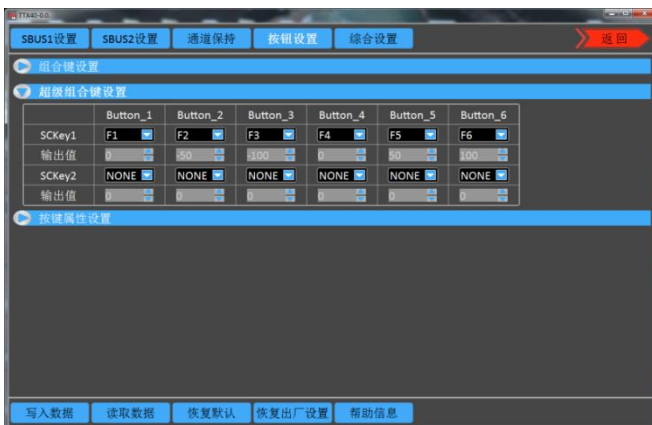 TTA40-0.0.
SBUS1设置 SBUS2设置 通道保持 按钮设置 综合设置 返回
组合键设置
超级组合键设置
Button_1 Button_2 Button_3 Button_4 Button_5 Button_6
SCKey1 F1 F2 F3 F4 F5 F6
输出值 0 -50 -100 0 50 100
SCKey2 NONE NONE NONE NONE NONE NONE
输出值 0 0 0 0 0 0
按键属性设置
写入数据 读取数据 恢复默认 恢复出厂设置 帮助信息